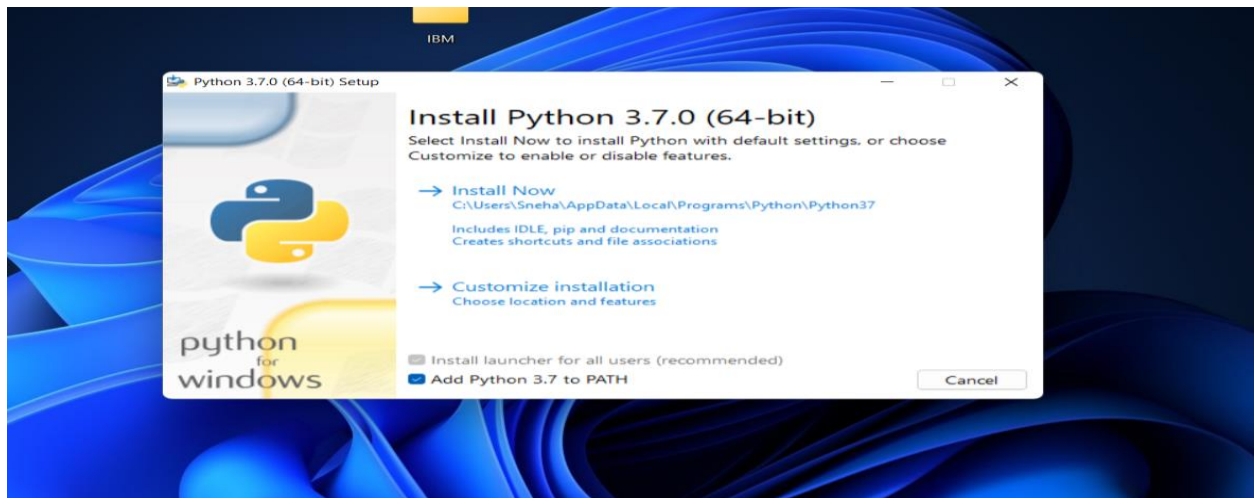 IBM
Python 3.7.0 (64-bit) Setup
Install Python 3.7.0 (64-bit)
Select Install Now to install Python with default settings, or choose
Customize to enable or disable features.
Install Now
C:\Users\Sneha\AppData\Local\Programs\Python\Python37
Includes IDLE, pip and documentation
Creates shortcuts and file associations
Customize installation
Choose location and features
python
for
windows
Install launcher for all users (recommended)
Add Python 3.7 to PATH
Cancel